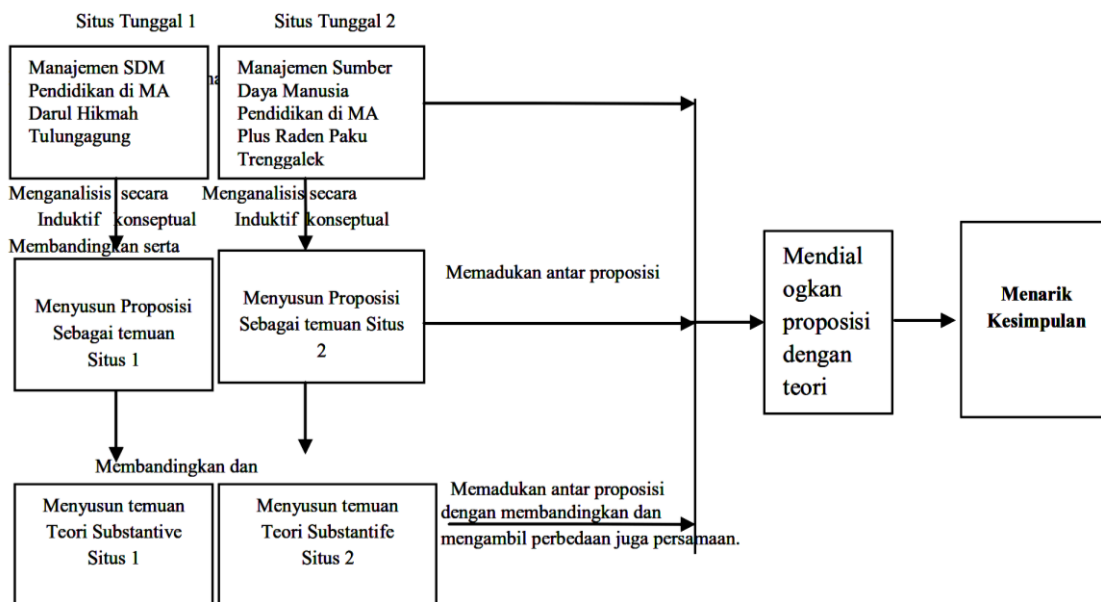 Situs Tunggal 1
Situs Tunggal 2
Manajemen SDM
Pendidikan di MA
Darul Hikmah
Tulungagung
Manajemen Sumber
Daya Manusia
Pendidikan di MA
Plus Raden Paku
Trenggalek
Menganalisis secara
Induktif konseptual
Membandingkan serta
Menganalisis secara
Induktif konseptual
Menyusun Proposisi
Sebagai temuan
Situs 1
Menyusun Proposisi
Sebagai temuan Situs
2
Memadukan antar proposisi
Mendial
ogkan
proposisi
dengan
teori
Menarik
Kesimpulan
Membandingkan dan
Menyusun temuan
Teori Substantive
Situs 1
Menyusun temuan
Teori Substantife
Situs 2
Memadukan antar proposisi
dengan membandingkan dan
mengambil perbedaan juga persamaan.